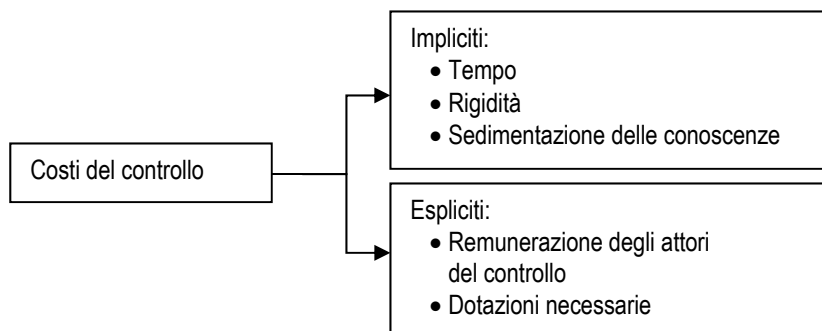 Costi del controllo
Impliciti:
• Tempo
• Rigidità
• Sedimentazione delle conoscenze
Espliciti:
• Remunerazione degli attori
del controllo
• Dotazioni necessarie